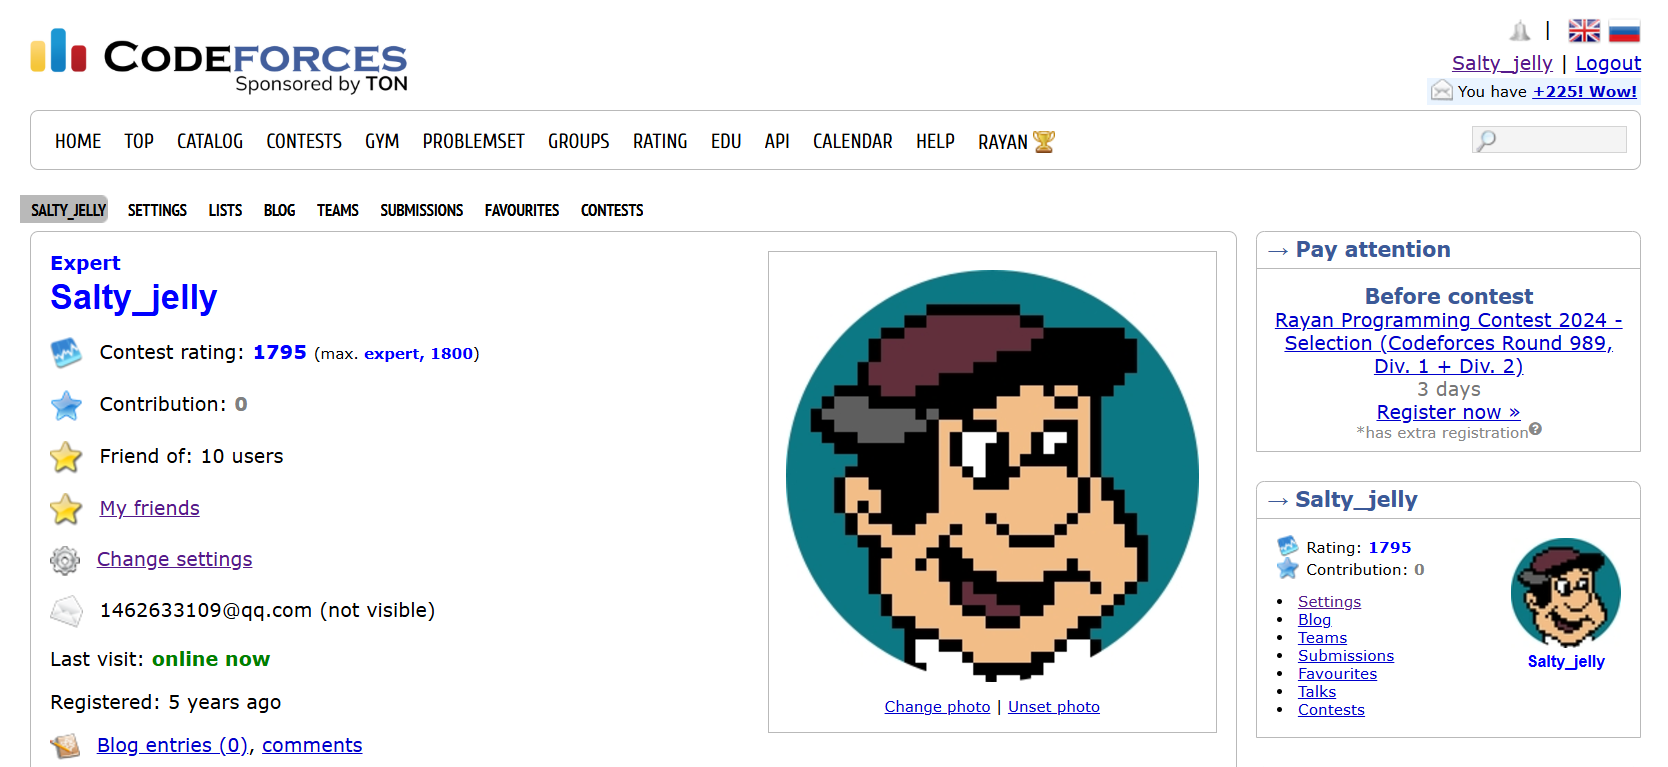 CODEFORCES
Sponsored by TON
|
Salty_jelly | Logout
You have +225! Wow!
HOME TOP CATALOG CONTESTS GYM PROBLEMSET GROUPS RATING EDU API CALENDAR HELP RAYAN
SALTY_JELLY SETTINGS LISTS BLOG TEAMS SUBMISSIONS FAVOURITES CONTESTS
Expert
Salty_jelly
Contest rating: 1795 (max. expert, 1800)
Contribution: 0
Friend of: 10 users
My friends
Change settings
1462633109@qq.com (not visible)
Last visit: online now
Registered: 5 years ago
Blog entries (0), comments
Change photo | Unset photo
→ Pay attention
Before contest
Rayan Programming Contest 2024 -
Selection (Codeforces Round 989,
Div. 1 + Div. 2)
3 days
Register now »
*has extra registration?
→ Salty_jelly
Rating: 1795
Contribution: 0
• Settings
• Blog
• Teams
• Submissions
• Favourites
• Talks
• Contests
Salty_jelly